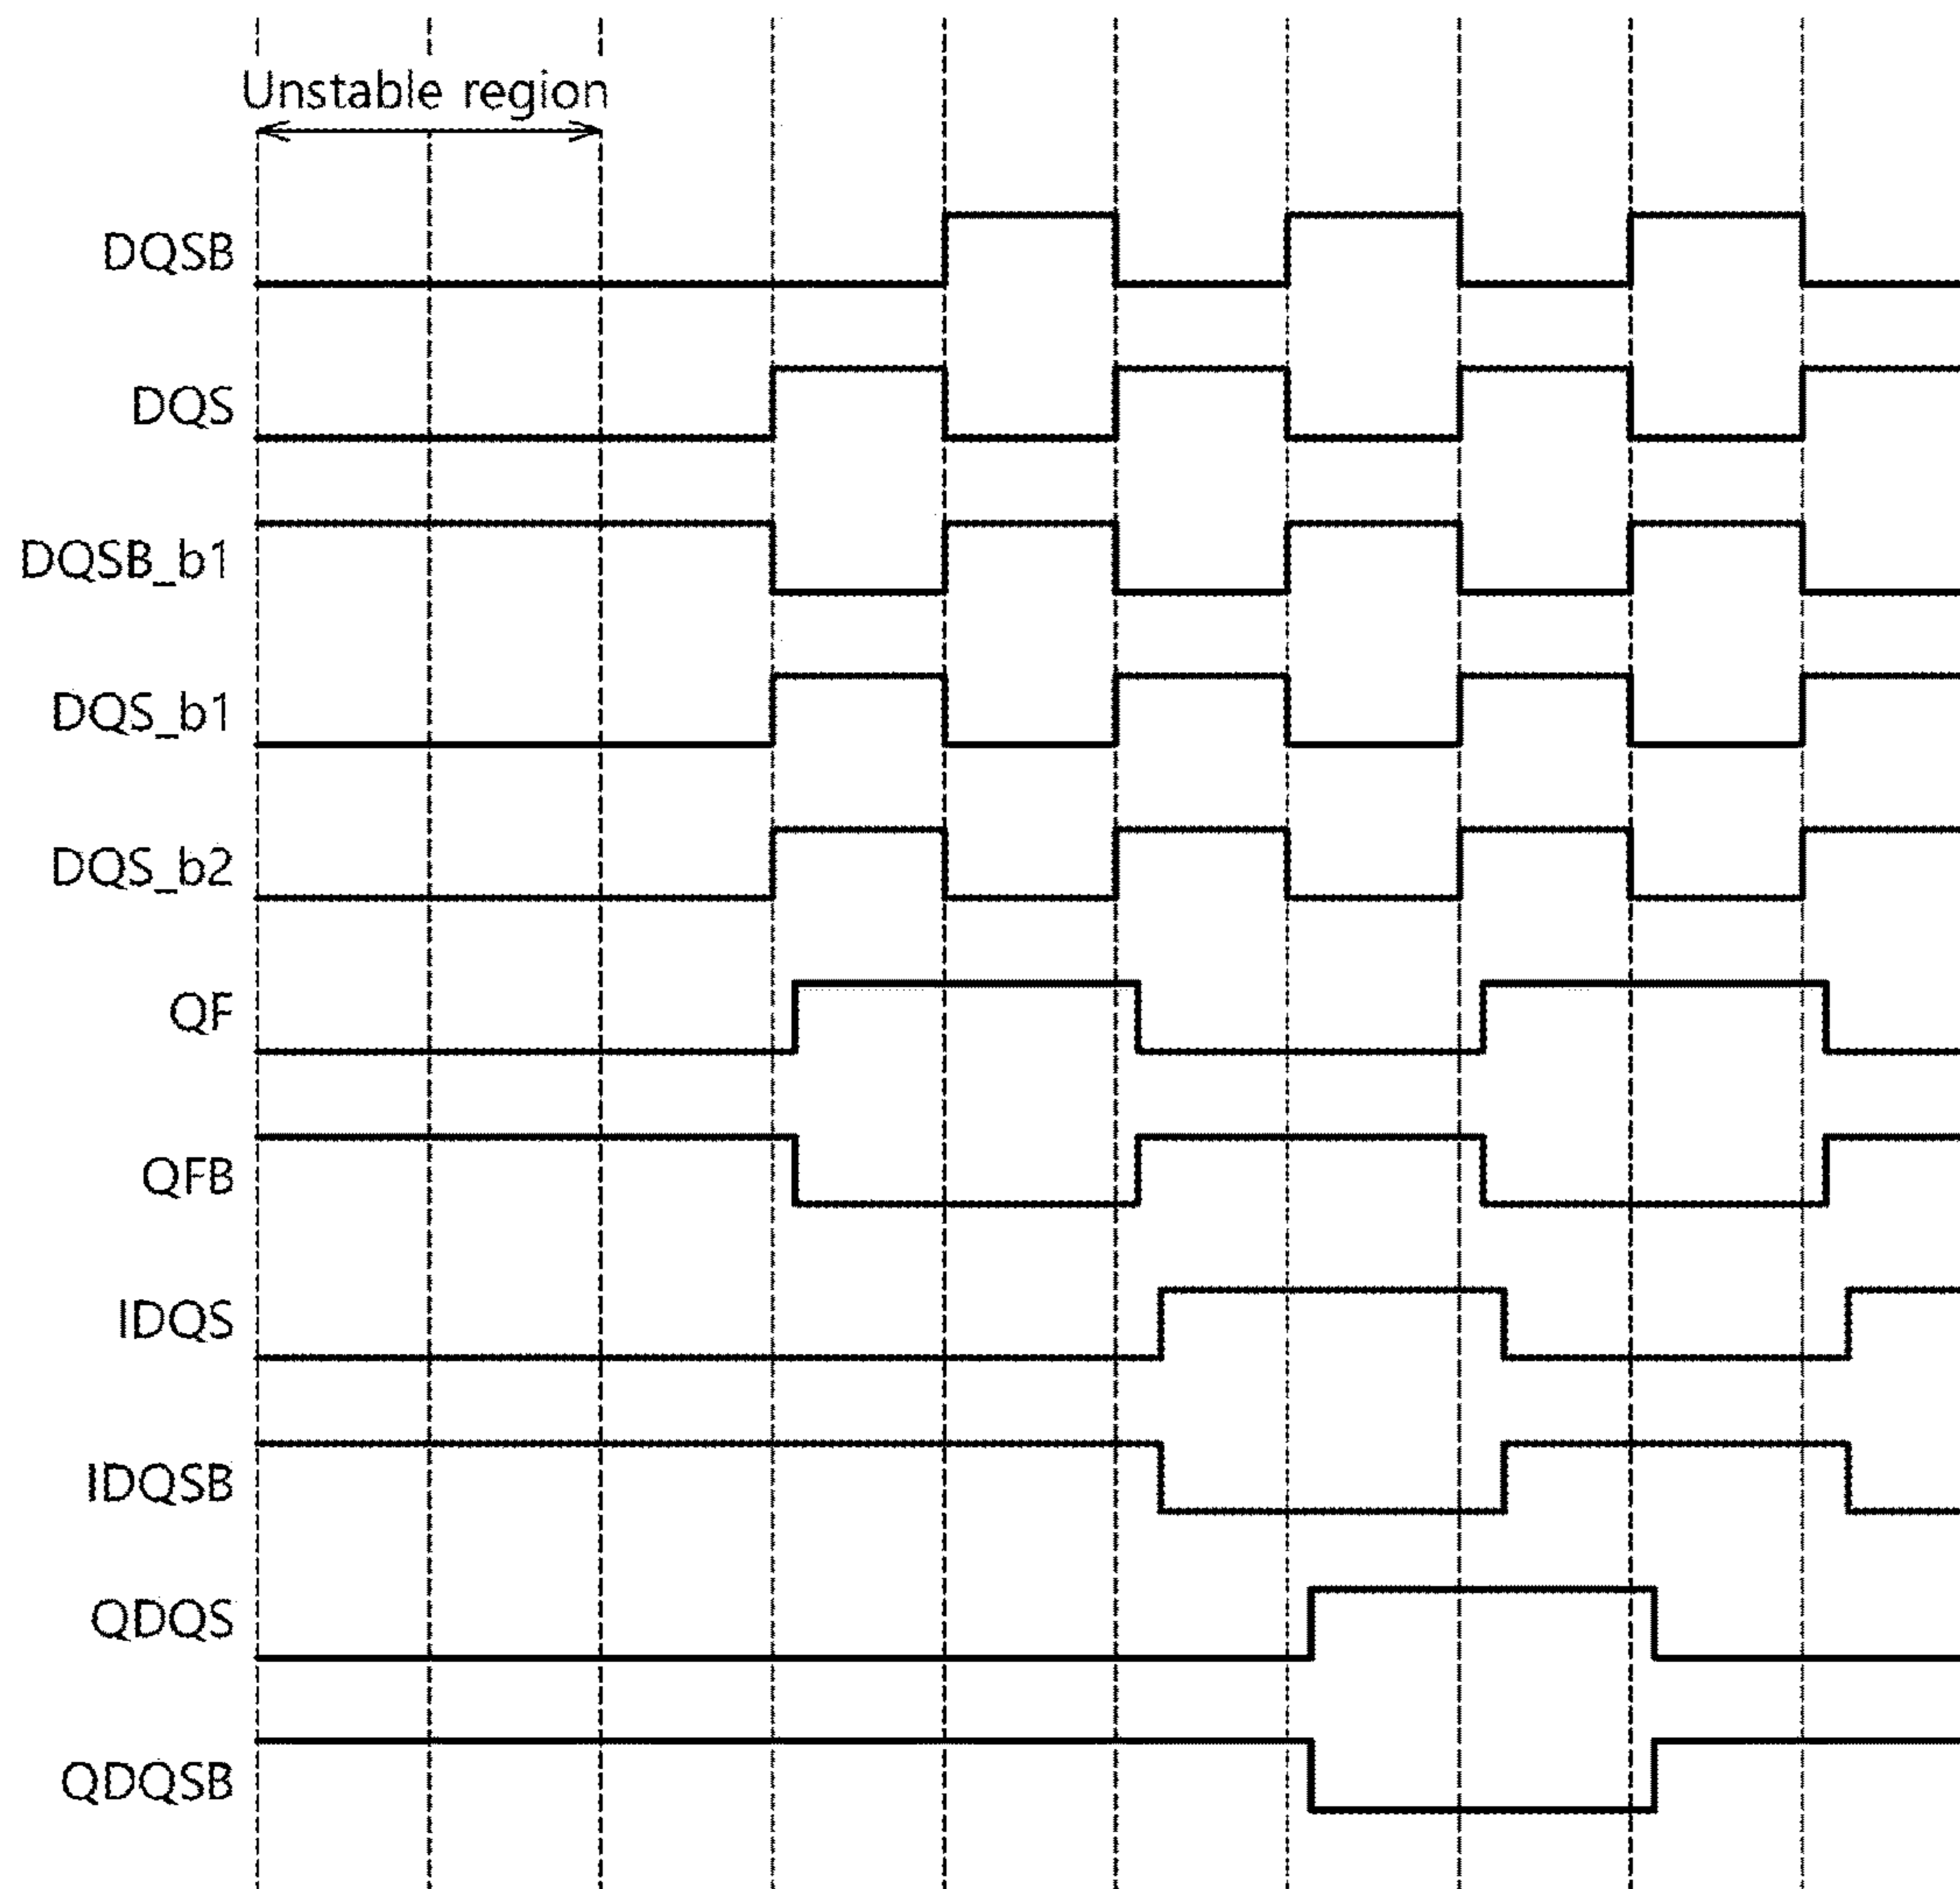 Unstable region
DQSB
DQS
DQSB_b1
DQS_b1
DQS_b2
QF
QFB
IDQS
IDQSB
QDQS
QDQSB